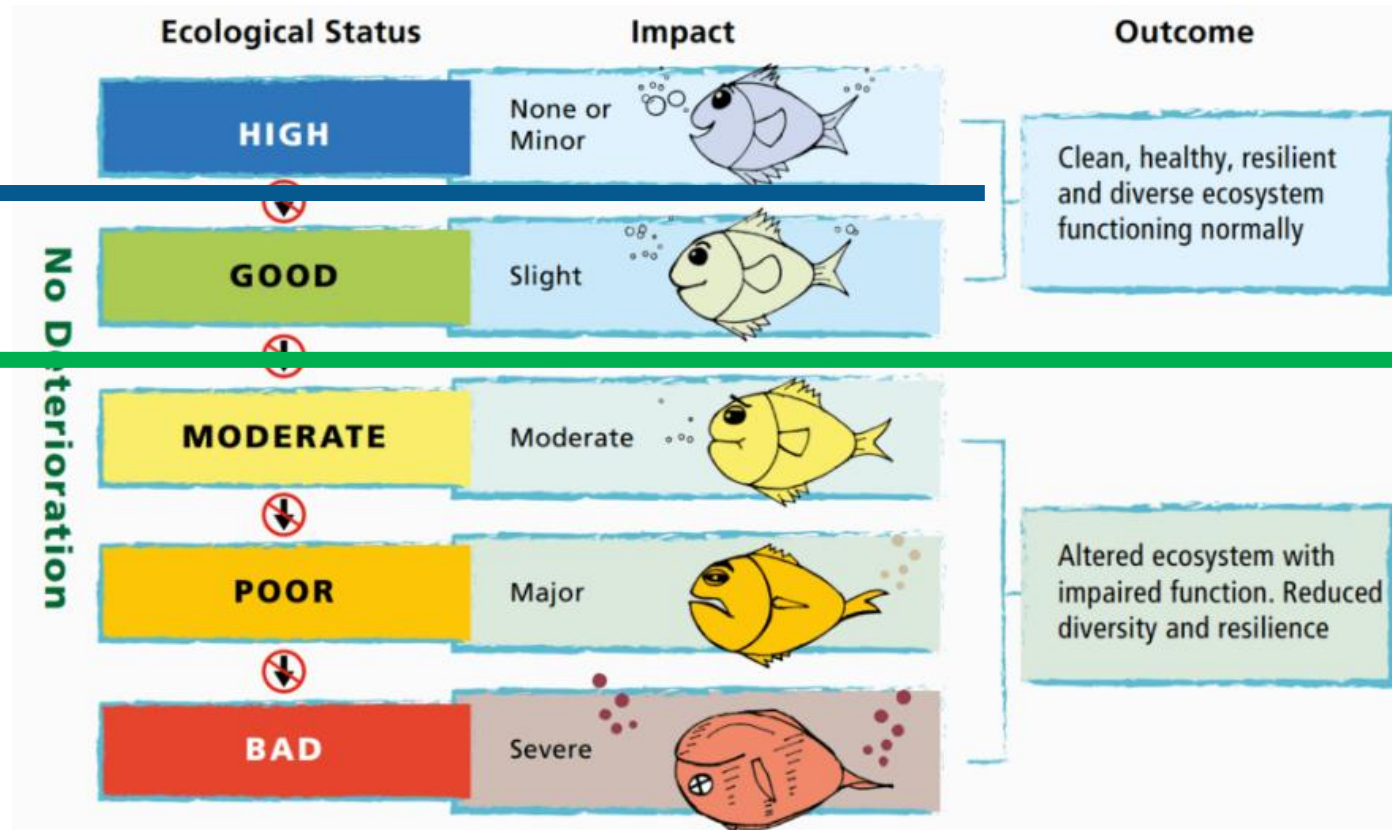 Ecological Status
Impact
Outcome
HIGH
None or
Minor
Clean, healthy, resilient
and diverse ecosystem
functioning normally
No Deterioration
GOOD
Slight
MODERATE
Moderate
POOR
Major
Altered ecosystem with
impaired function. Reduced
diversity and resilience
BAD
Severe